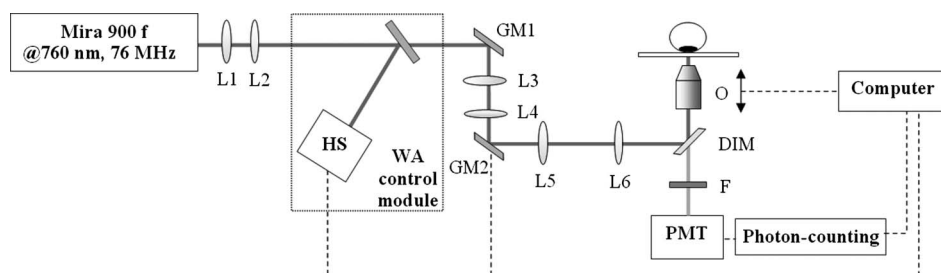 Mira 900 f
@760 nm, 76 MHz
L1
L2
HS
WA
control
module
GM1
L3
L4
GM2
L5
L6
O
DIM
F
PMT
Photon-counting
Computer